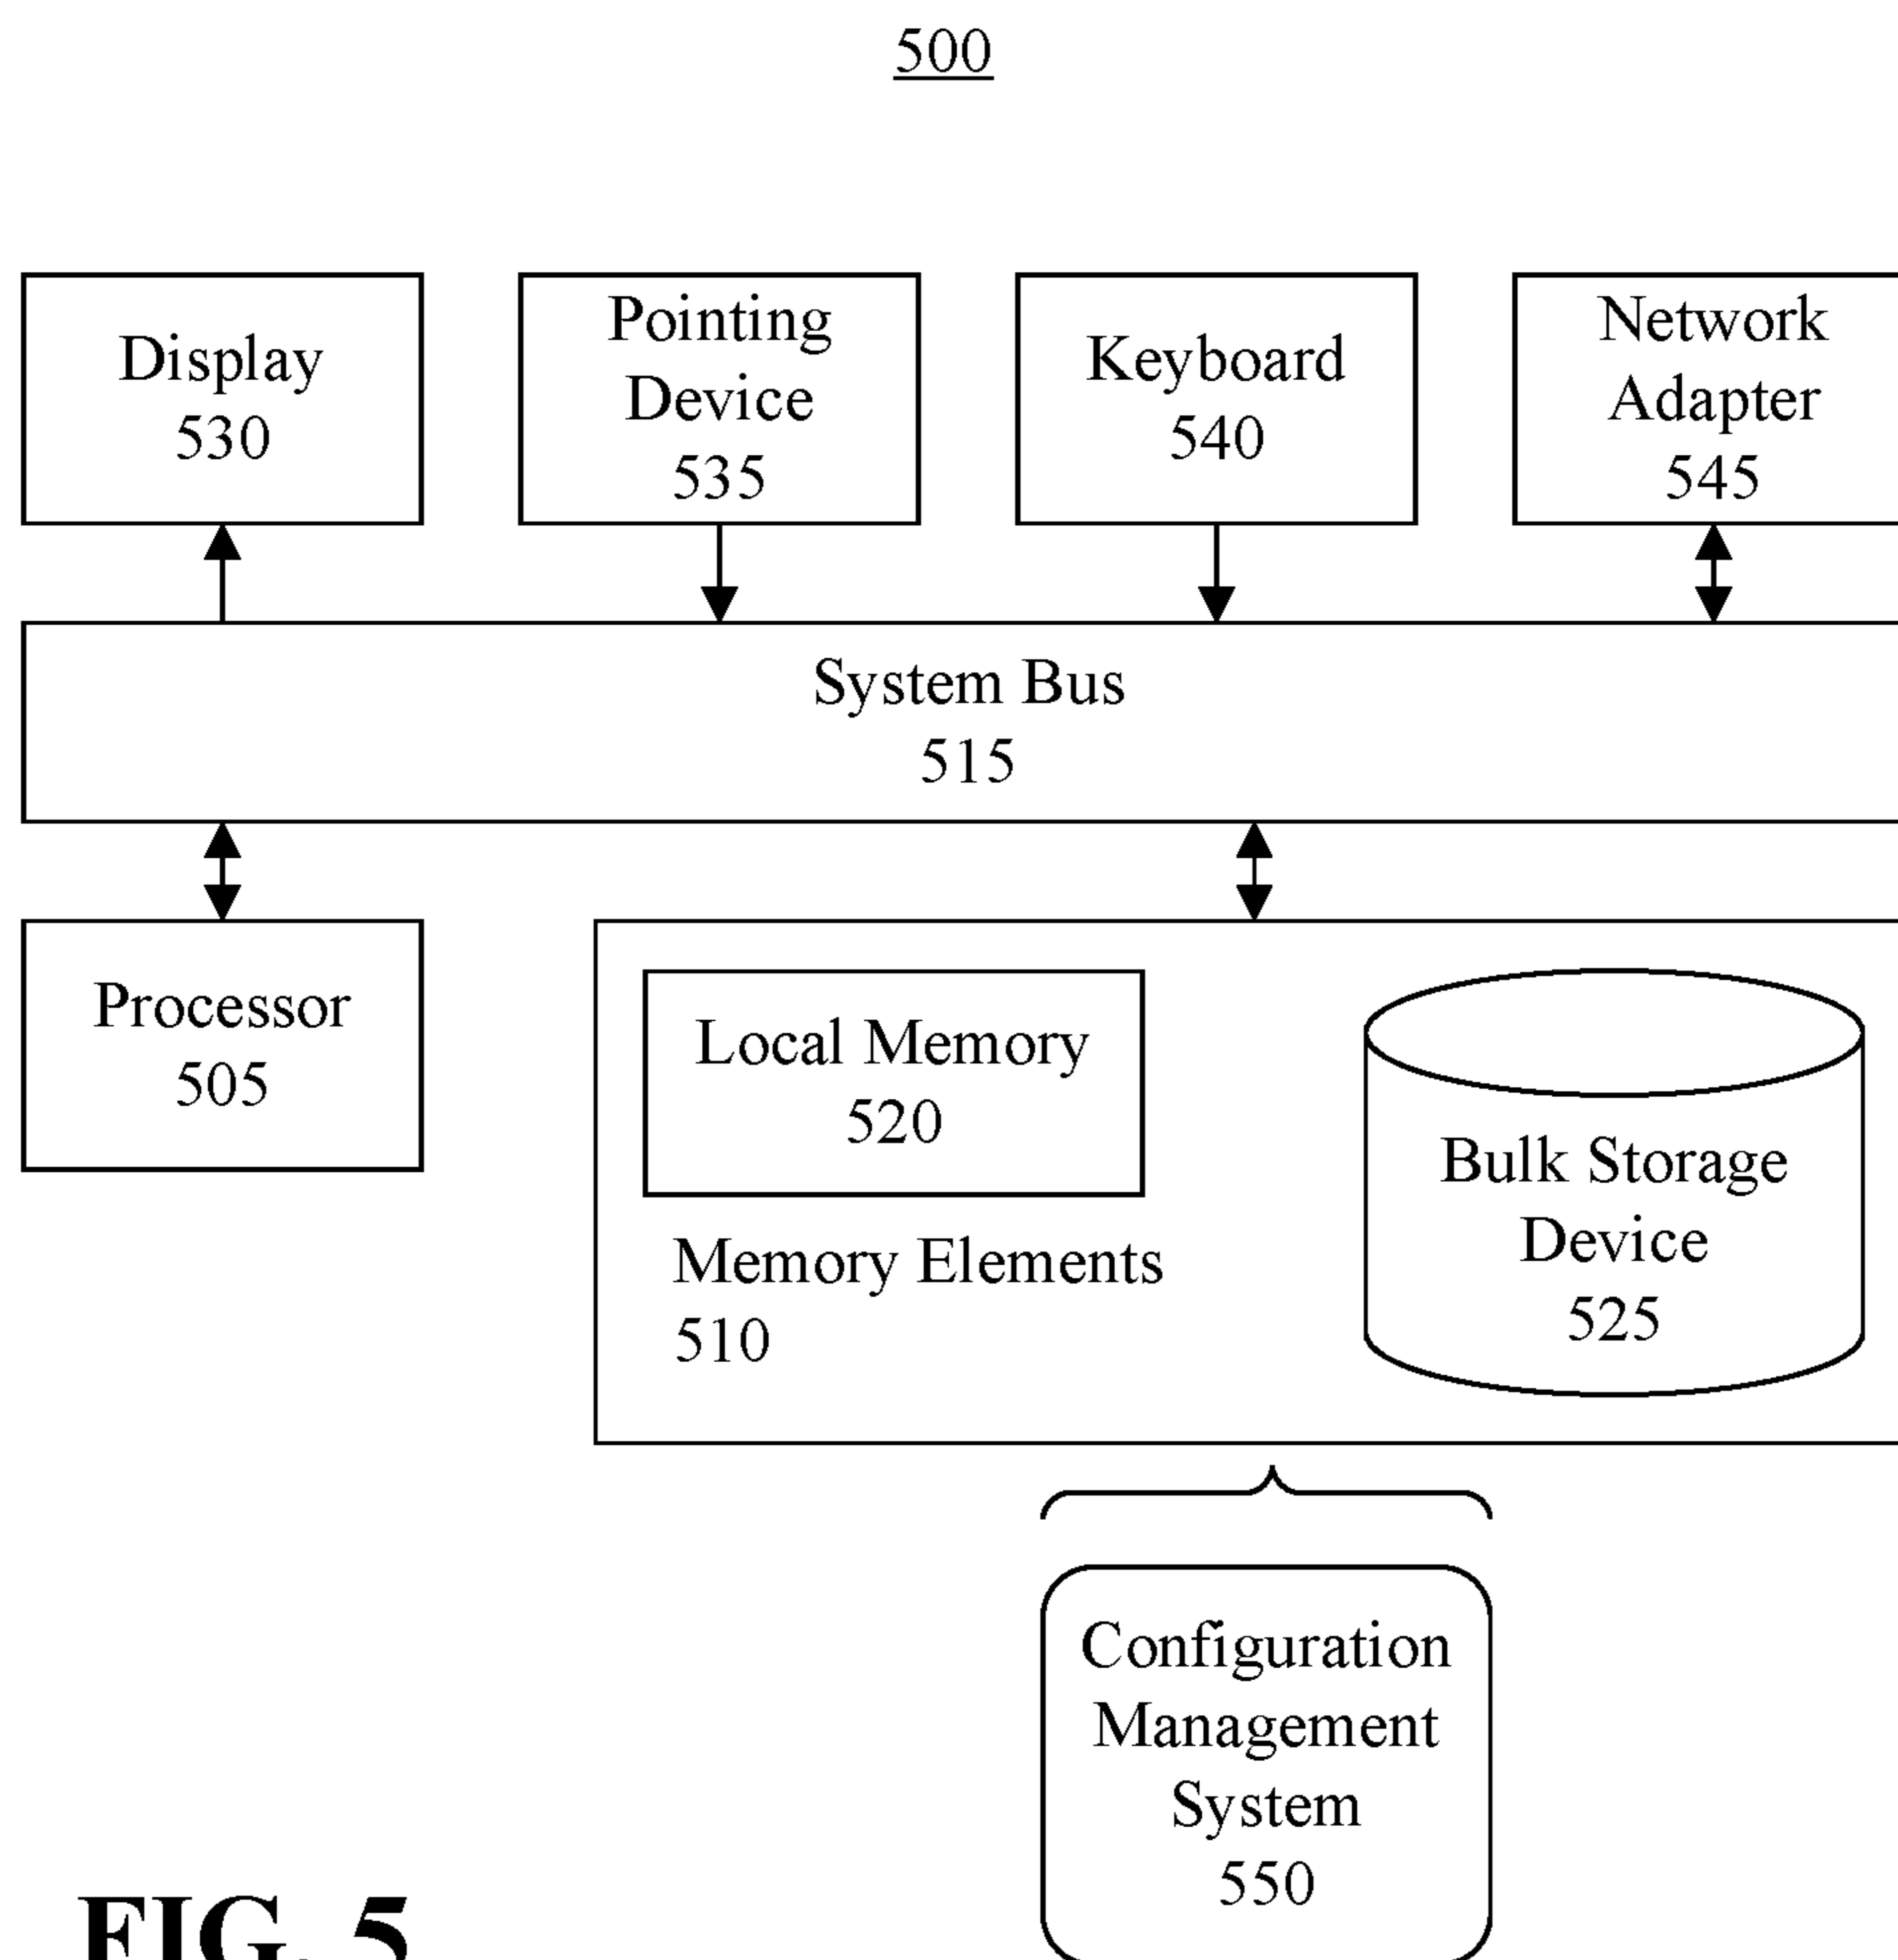 500
Display
530
Pointing
Device
535
Keyboard
540
Network
Adapter
545
System Bus
515
Processor
505
Local Memory
520
Memory Elements
510
Bulk Storage
Device
525
Configuration
Management
System
550
FIG. 5